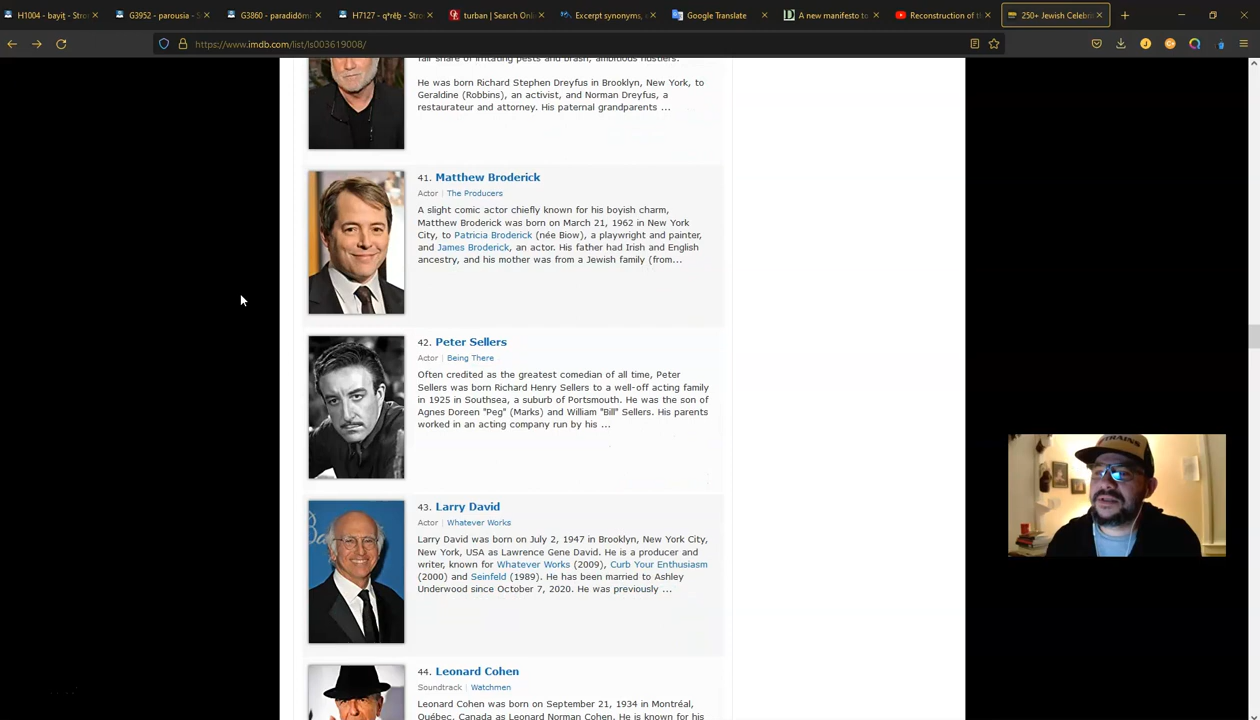 H1004 - bayiṯ - Stro
G3952 - parousia - S
G3860 - paradidōm
H7127 - qᵊrēḇ - Stro
turban | Search Onli
Excerpt synonyms, e
Google Translate
A new manifesto to
Reconstruction of t
250+ Jewish Celebr
https://www.imdb.com/list/ls003619008/
fair share of irritating pests and brash, ambitious hustlers.
He was born Richard Stephen Dreyfus in Brooklyn, New York, to
Geraldine (Robbins), an activist, and Norman Dreyfus, a
restaurateur and attorney. His paternal grandparents ...
41. Matthew Broderick
Actor | The Producers
A slight comic actor chiefly known for his boyish charm,
Matthew Broderick was born on March 21, 1962 in New York
City, to Patricia Broderick (née Biow), a playwright and painter,
and James Broderick, an actor. His father had Irish and English
ancestry, and his mother was from a Jewish family (from...
42. Peter Sellers
Actor | Being There
Often credited as the greatest comedian of all time, Peter
Sellers was born Richard Henry Sellers to a well-off acting family
in 1925 in Southsea, a suburb of Portsmouth. He was the son of
Agnes Doreen "Peg" (Marks) and William "Bill" Sellers. His parents
worked in an acting company run by his ...
43. Larry David
Actor | Whatever Works
Larry David was born on July 2, 1947 in Brooklyn, New York City,
New York, USA as Lawrence Gene David. He is a producer and
writer, known for Whatever Works (2009), Curb Your Enthusiasm
(2000) and Seinfeld (1989). He has been married to Ashley
Underwood since October 7, 2020. He was previously ...
44. Leonard Cohen
Soundtrack | Watchmen
Leonard Cohen was born on September 21, 1934 in Montréal,
Québec, Canada as Leonard Norman Cohen. He is known for his